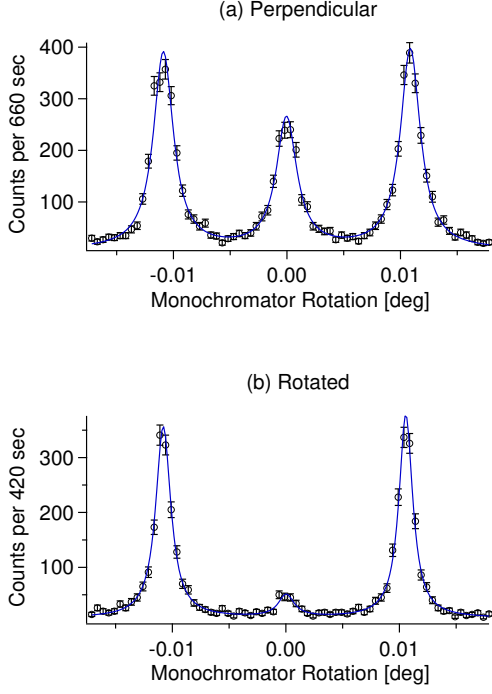 (a) Perpendicular
400
300
200
100
Counts per 660 sec
-0.01
0.00
0.01
Monochromator Rotation [deg]
(b) Rotated
300
200
100
Counts per 420 sec
-0.01
0.00
0.01
Monochromator Rotation [deg]